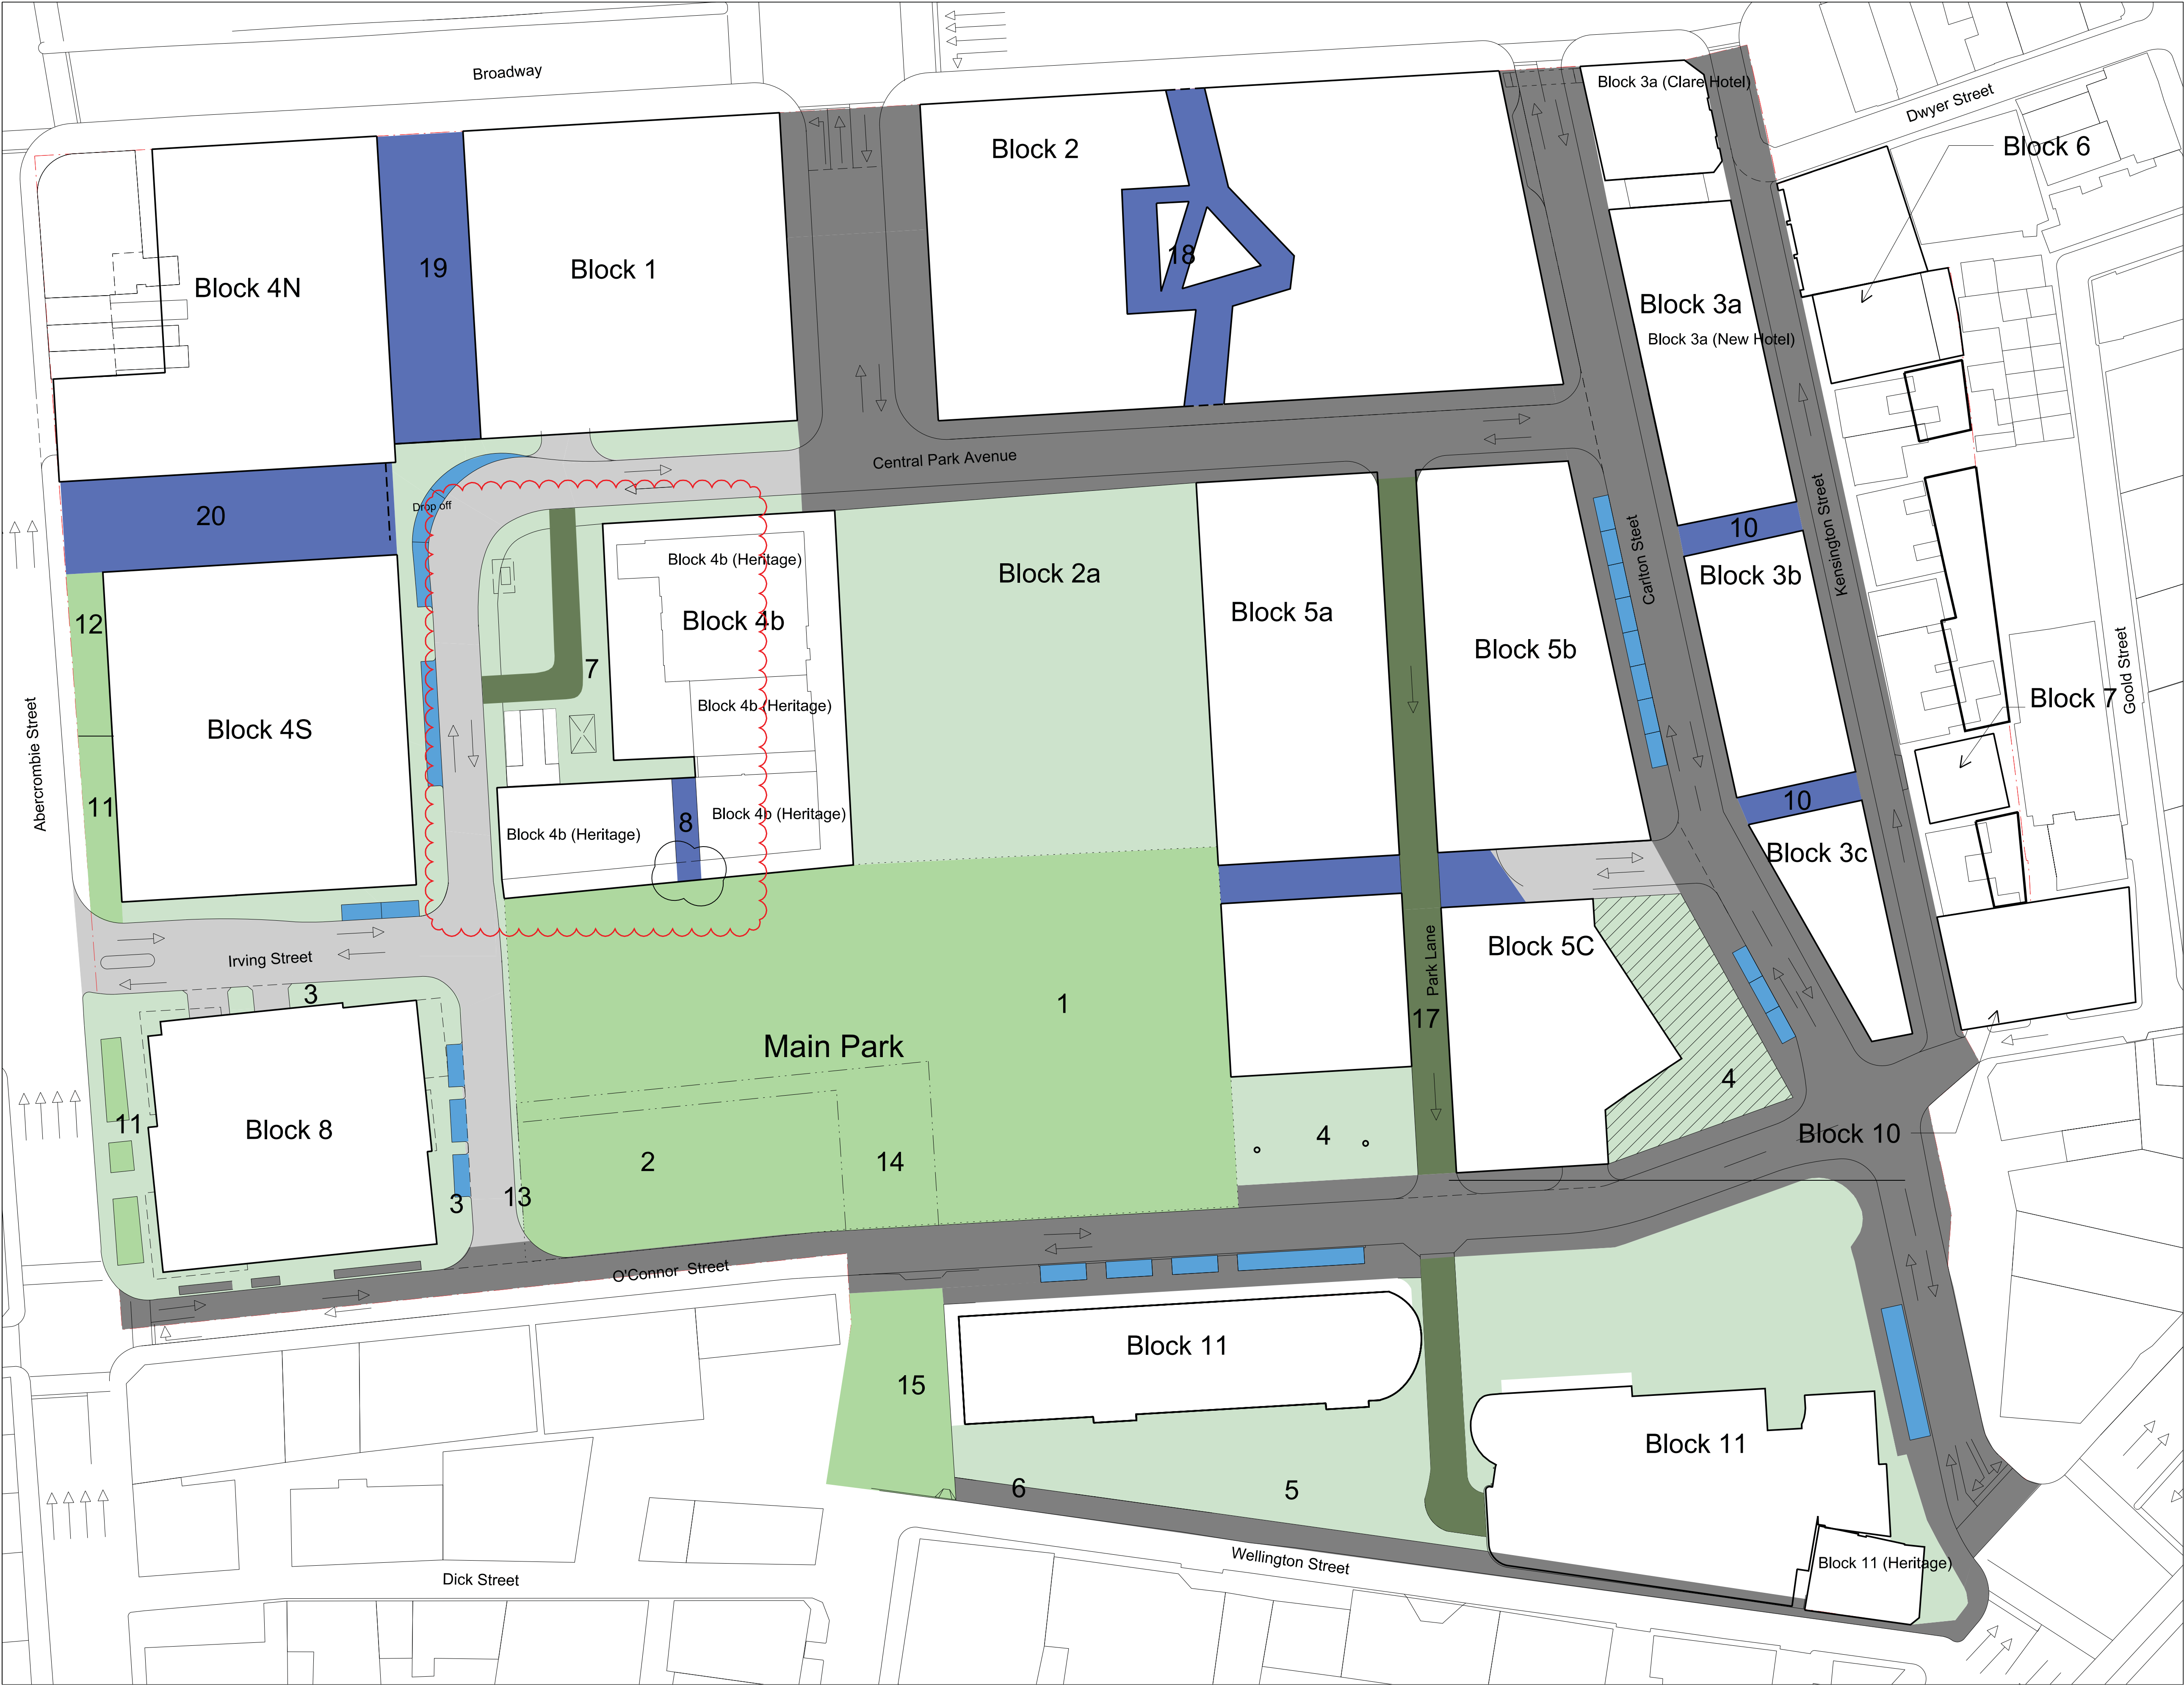 Broadway
Block 3a (Clare Hotel)
Dwyer Street
Block 2
Block 6
18
19
Block 1
Block 4N
Block 3a
Block 3a (New Hotel)
Central Park Avenue
Drop off
20
Carlton Steet
Kensington Street
10
Block 4b (Heritage)
Block 2a
Block 3b
Block 5a
Block 4b
12
Block 5b
7
Goold Street
Block 7
Block 4b (Heritage)
Block 4S
Abercrombie Street
11
10
Block 4b (Heritage)
8
Block 4b (Heritage)
Block 3c
Block 5C
Irving Street
Park Lane
3
1
17
Main Park
4
11
Block 8
4
Block 10
2
14
3
13
O'Connor Street
Block 11
15
Block 11
6
5
Wellington Street
Block 11 (Heritage)
Dick Street